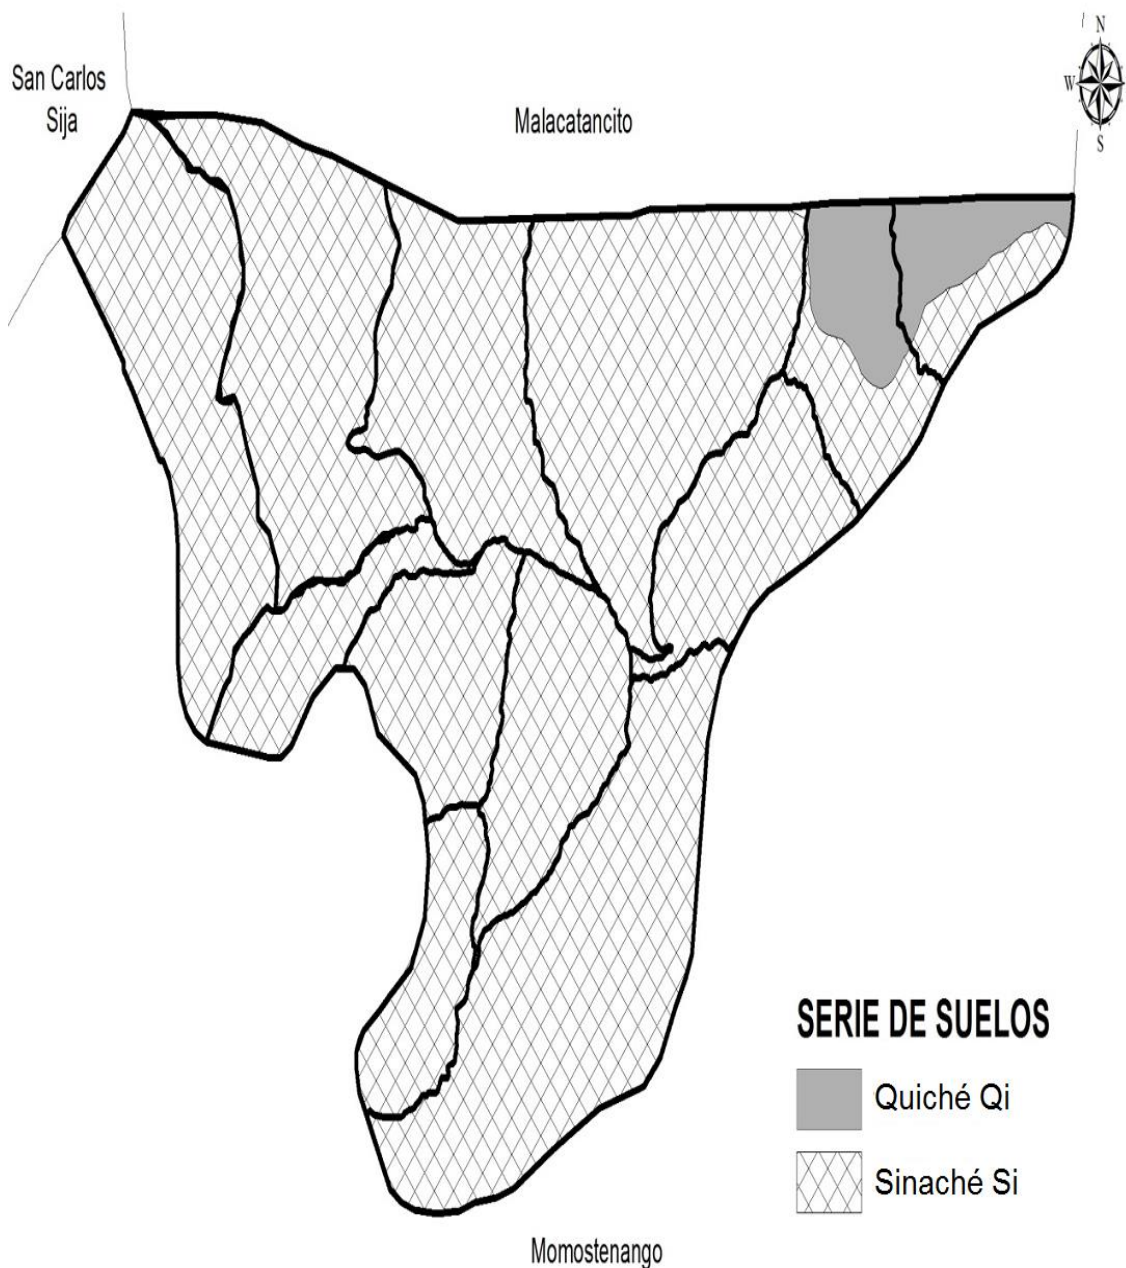 San Carlos
Sija
Malacatancito
N
W
S
SERIE DE SUELOS
Quiché Qi
Sinaché Si
Momostenango